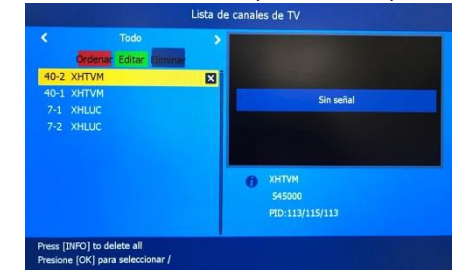 Lista de canales de TV
Todo
Ordenar Editar Eliminar
40-2 XHTVM
40-1 XHTVM
7-1 XHLUC
7-2 XHLUC
Sin señal
XHTVM
545000
PID:113/115/113
Press [INFO] to delete all
Presione [OK] para seleccionar /